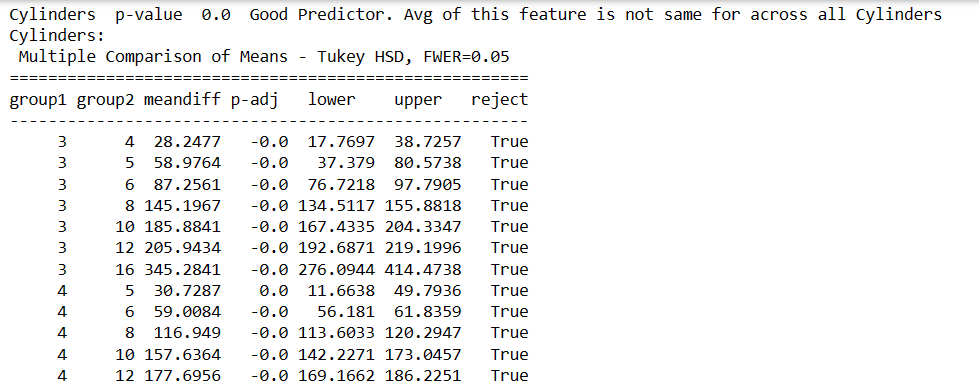 Cylinders  p-value  0.0  Good Predictor. Avg of this feature is not same for across all Cylinders
Cylinders:
 Multiple Comparison of Means - Tukey HSD, FWER=0.05
====================================================
group1 group2 meandiff p-adj   lower    upper   reject
----------------------------------------------------
     3      4  28.2477   -0.0  17.7697  38.7257   True
     3      5  58.9764   -0.0   37.379  80.5738   True
     3      6  87.2561   -0.0  76.7218  97.7905   True
     3      8 145.1967   -0.0 134.5117 155.8818   True
     3     10 185.8841   -0.0 167.4335 204.3347   True
     3     12 205.9434   -0.0 192.6871 219.1996   True
     3     16 345.2841   -0.0 276.0944 414.4738   True
     4      5  30.7287    0.0  11.6638  49.7936   True
     4      6  59.0084   -0.0   56.181  61.8359   True
     4      8  116.949   -0.0 113.6033 120.2947   True
     4     10 157.6364   -0.0 142.2271 173.0457   True
     4     12 177.6956   -0.0 169.1662 186.2251   True